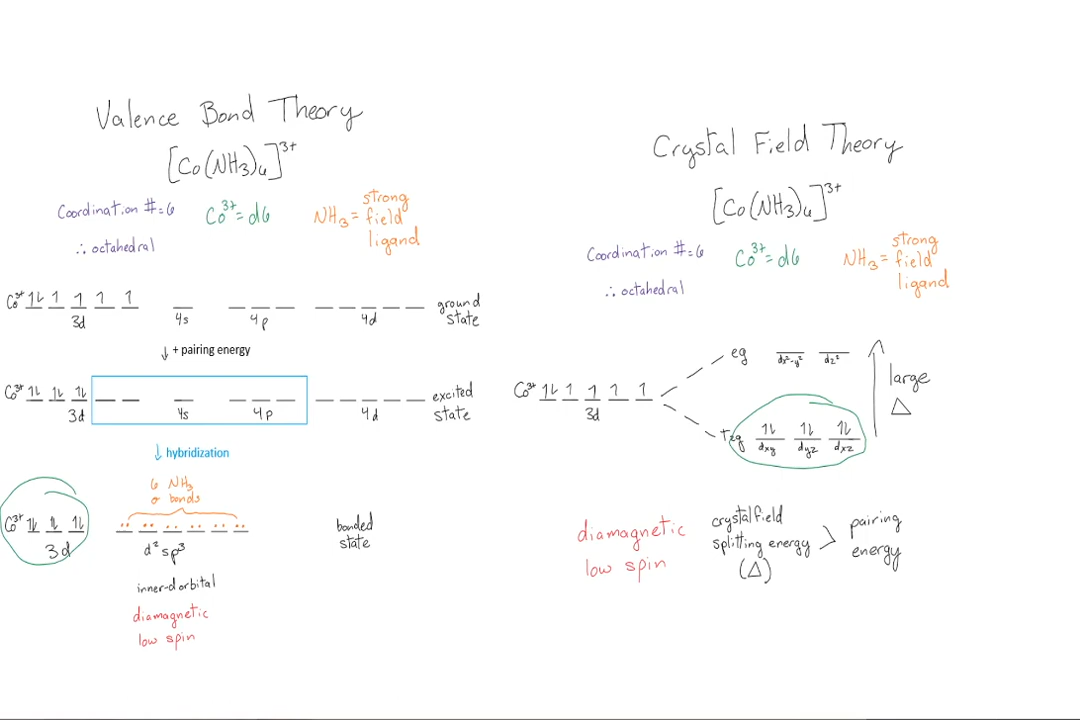 Valence Bond Theory
[Co(NH3)6]3+
Coordination #=6
∴ octahedral
Co3+=d6
NH3= strong
field
ligand
Co3+ 1l 1 1 1 1
3d
4s
4p
4d
ground
state
↓ + pairing energy
Co3+ 1l 1l 1l
3d
4s
4p
4d
excited
state
↓ hybridization
6 NH3
σ bonds
Co3+ 1l 1l 1l
3d
d2sp3
bonded
state
inner-d orbital
diamagnetic
low spin
Crystal Field Theory
[Co(NH3)6]3+
Coordination #=6
∴ octahedral
Co3+=d6
NH3= strong
field
ligand
eg
dx2-y2 dz2
Co3+ 1l 1 1 1 1
3d
large
Δ
t2g 1l 1l 1l
dxy dyz dxz
diamagnetic
low spin
crystal field
splitting energy
(Δ)
>
pairing
energy